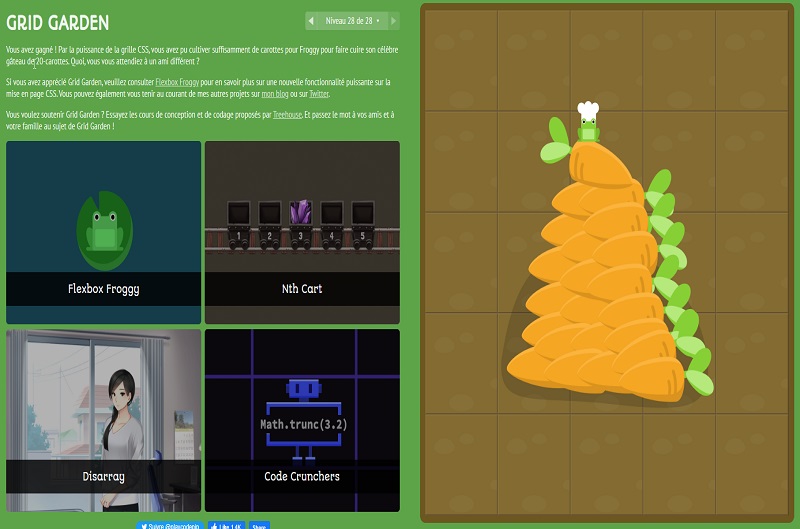 GRID GARDEN
Niveau 28 de 28
Vous avez gagné ! Par la puissance de la grille CSS, vous avez pu cultiver suffisamment de carottes pour Froggy pour faire cuire son célèbre
gâteau de 20-carottes. Quoi, vous vous attendiez à un ami différent ?
Si vous avez apprécié Grid Garden, veuillez consulter Flexbox Froggy pour en savoir plus sur une nouvelle fonctionnalité puissante sur la
mise en page CSS. Vous pouvez également vous tenir au courant de mes autres projets sur mon blog ou sur Twitter.
Vous voulez soutenir Grid Garden ? Essayez les cours de conception et de codage proposés par Treehouse. Et passez le mot à vos amis et à
votre famille au sujet de Grid Garden !
1 2 3 4 5
Flexbox Froggy
Nth Cart
Math.trunc(3.2)
Disarray
Code Crunchers
Suivre @playcodepip
Like 1.4K
Share